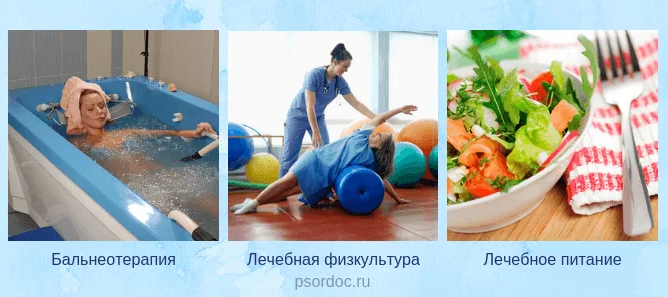 Бальнеотерапия
Лечебная физкультура
Лечебное питание
psordoc.ru